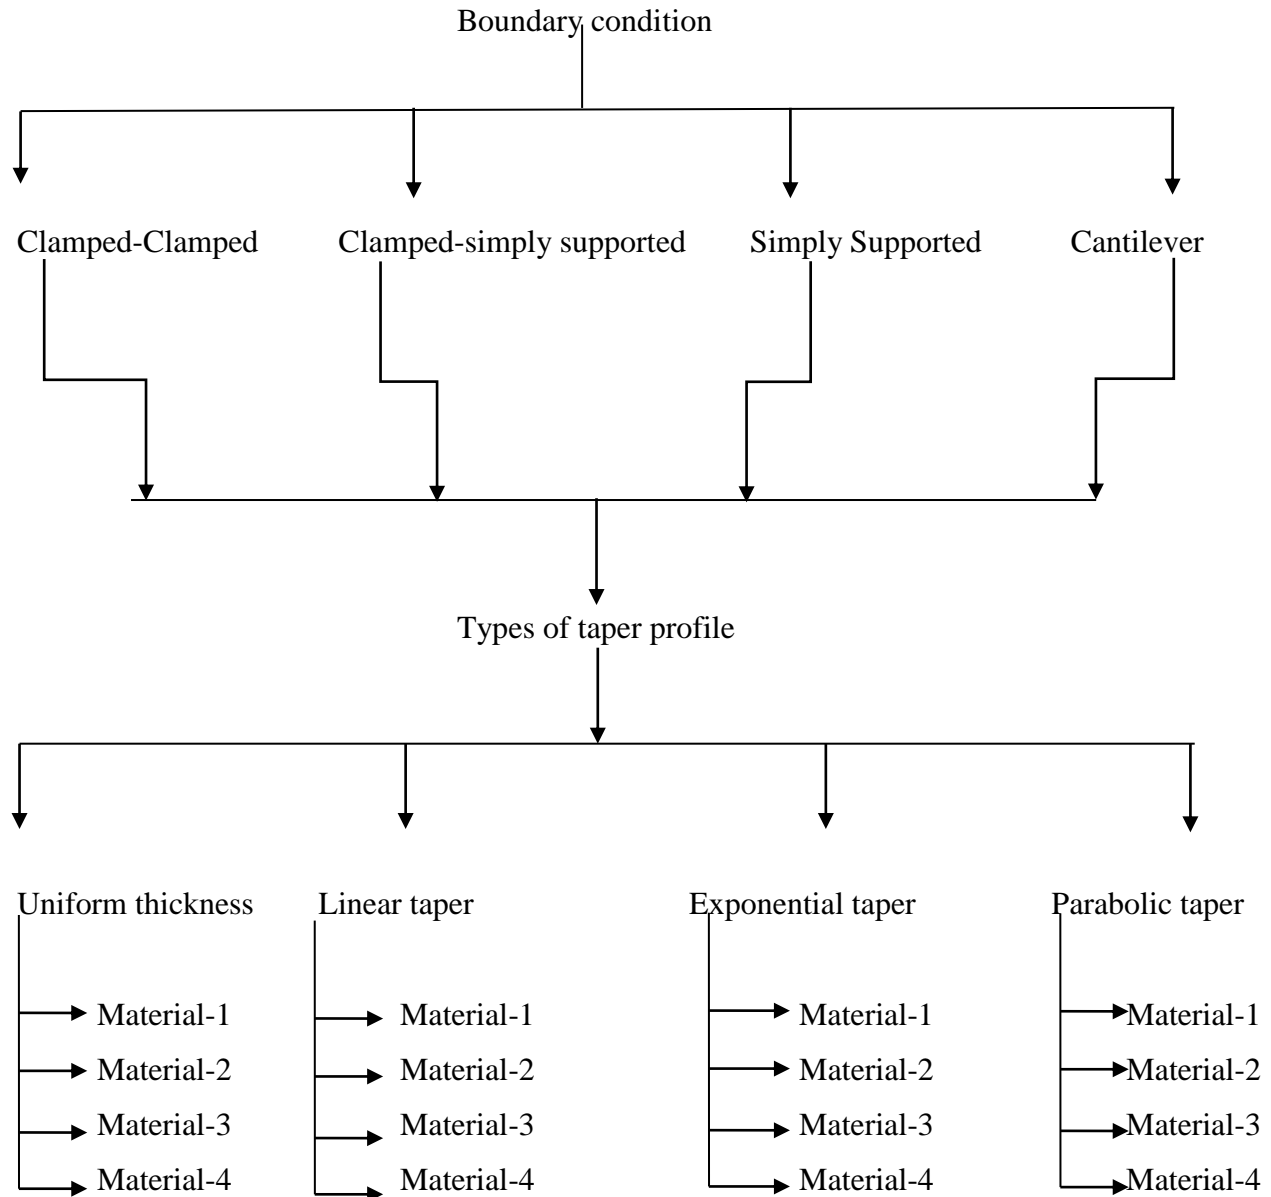 Boundary condition
Clamped-Clamped Clamped-simply supported Simply Supported Cantilever
Types of taper profile
Uniform thickness Linear taper Exponential taper Parabolic taper
Material-1 Material-1 Material-1 Material-1
Material-2 Material-2 Material-2 Material-2
Material-3 Material-3 Material-3 Material-3
Material-4 Material-4 Material-4 Material-4